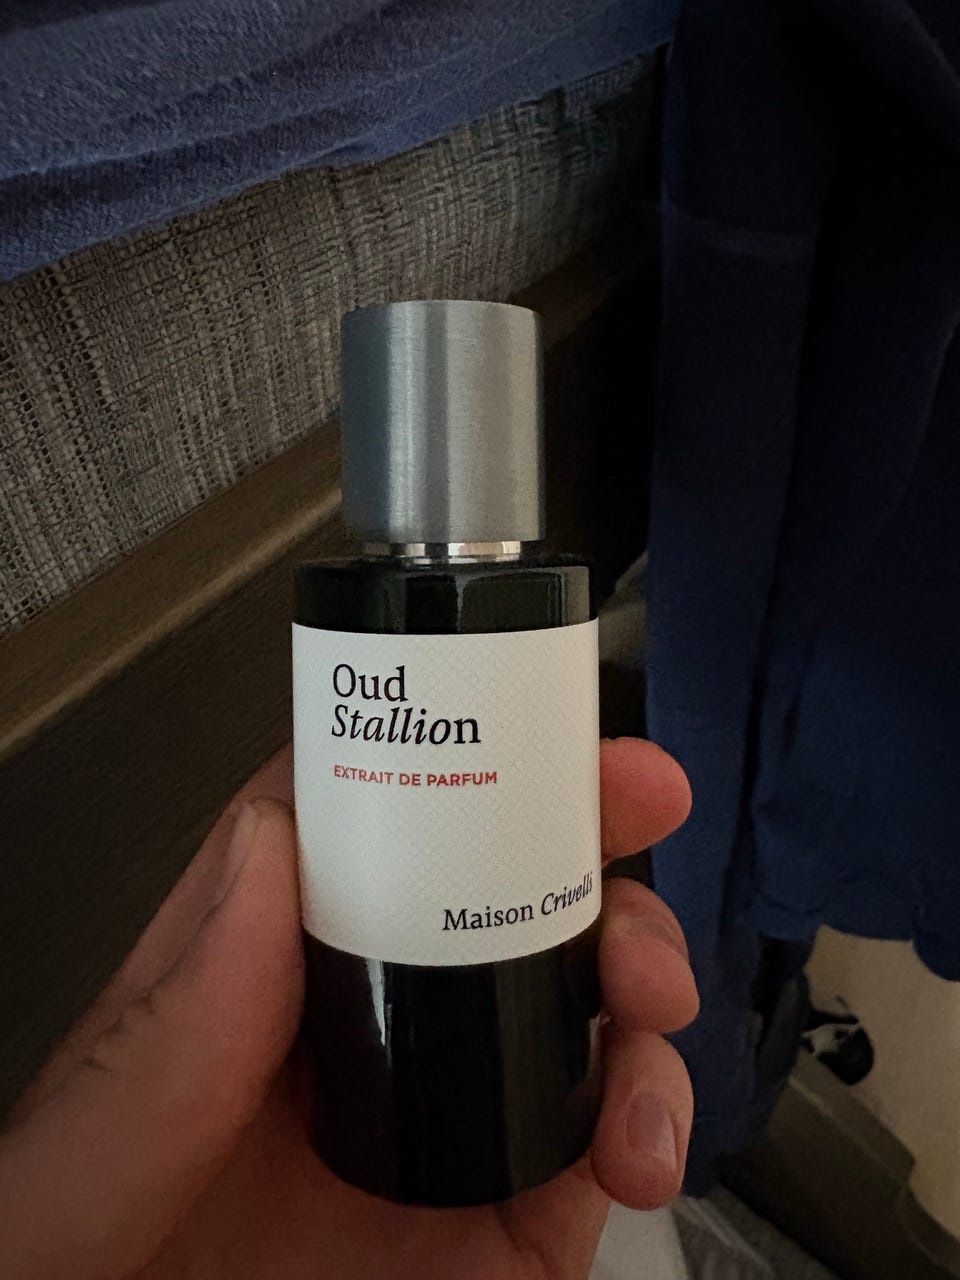 Oud
Stallion
EXTRAIT DE PARFUM
Maison Crivelli